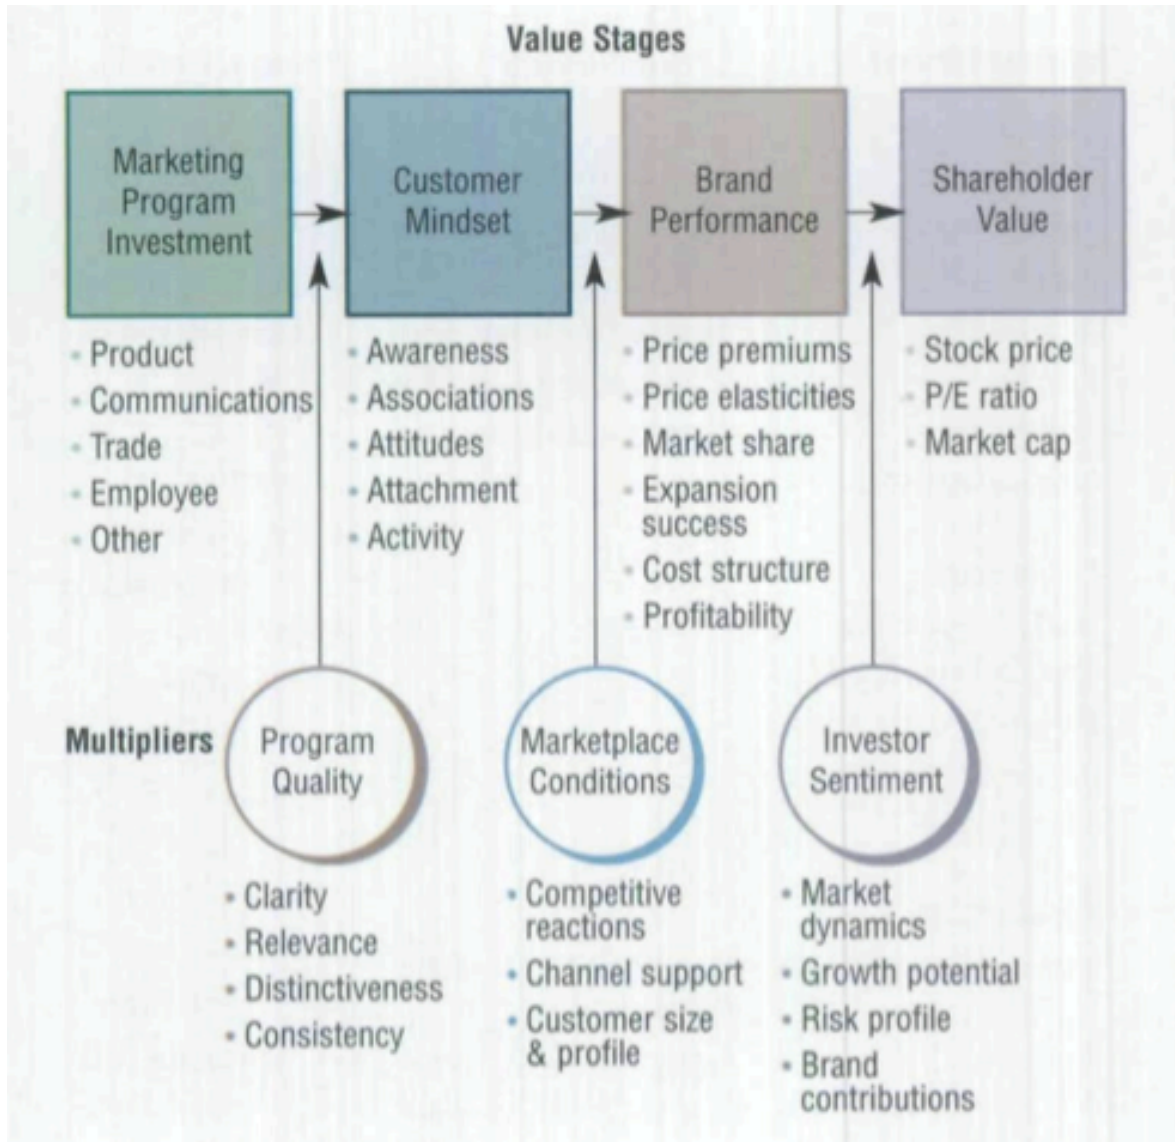 Value Stages
Marketing
Program
Investment
Customer
Mindset
Brand
Performance
Shareholder
Value
• Product
• Communications
• Trade
• Employee
• Other
• Awareness
• Associations
• Attitudes
• Attachment
• Activity
• Price premiums
• Price elasticities
• Market share
• Expansion
success
• Cost structure
• Profitability
• Stock price
• P/E ratio
• Market cap
Multipliers
Program
Quality
Marketplace
Conditions
Investor
Sentiment
• Clarity
• Relevance
• Distinctiveness
• Consistency
• Competitive
reactions
• Channel support
• Customer size
& profile
• Market
dynamics
• Growth potential
• Risk profile
• Brand
contributions